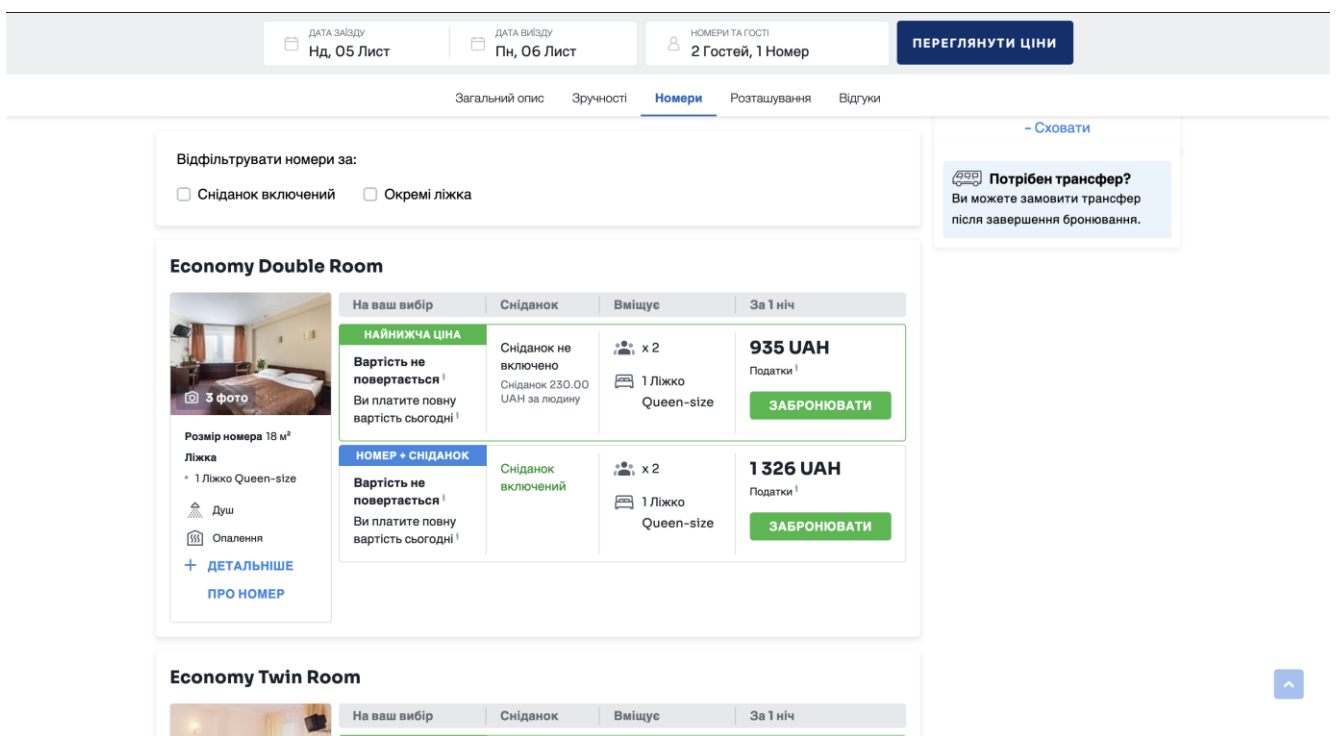 ДАТА ЗАЇЗДУ
Нд, 05 Лист
ДАТА ВИЇЗДУ
Пн, 06 Лист
НОМЕРИ ТА ГОСТІ
2 Гостей, 1 Номер
ПЕРЕГЛЯНУТИ ЦІНИ
Загальний опис
Зручності
Номери
Розташування
Відгуки
– Сховати
Потрібен трансфер?
Ви можете замовити трансфер
після завершення бронювання.
Відфільтрувати номери за:
Сніданок включений
Окремі ліжка
Economy Double Room
3 фото
Розмір номера 18 м²
Ліжка
• 1 Ліжко Queen-size
Душ
Опалення
+ ДЕТАЛЬНІШЕ
ПРО НОМЕР
На ваш вибір
Сніданок
Вміщує
За 1 ніч
НАЙНИЖЧА ЦІНА
Вартість не
повертається i
Ви платите повну
вартість сьогодні i
Сніданок не
включено
Сніданок 230.00
UAH за людину
x 2
1 Ліжко
Queen-size
935 UAH
Податки i
ЗАБРОНЮВАТИ
НОМЕР + СНІДАНОК
Вартість не
повертається i
Ви платите повну
вартість сьогодні i
Сніданок
включений
x 2
1 Ліжко
Queen-size
1 326 UAH
Податки i
ЗАБРОНЮВАТИ
Economy Twin Room
На ваш вибір
Сніданок
Вміщує
За 1 ніч